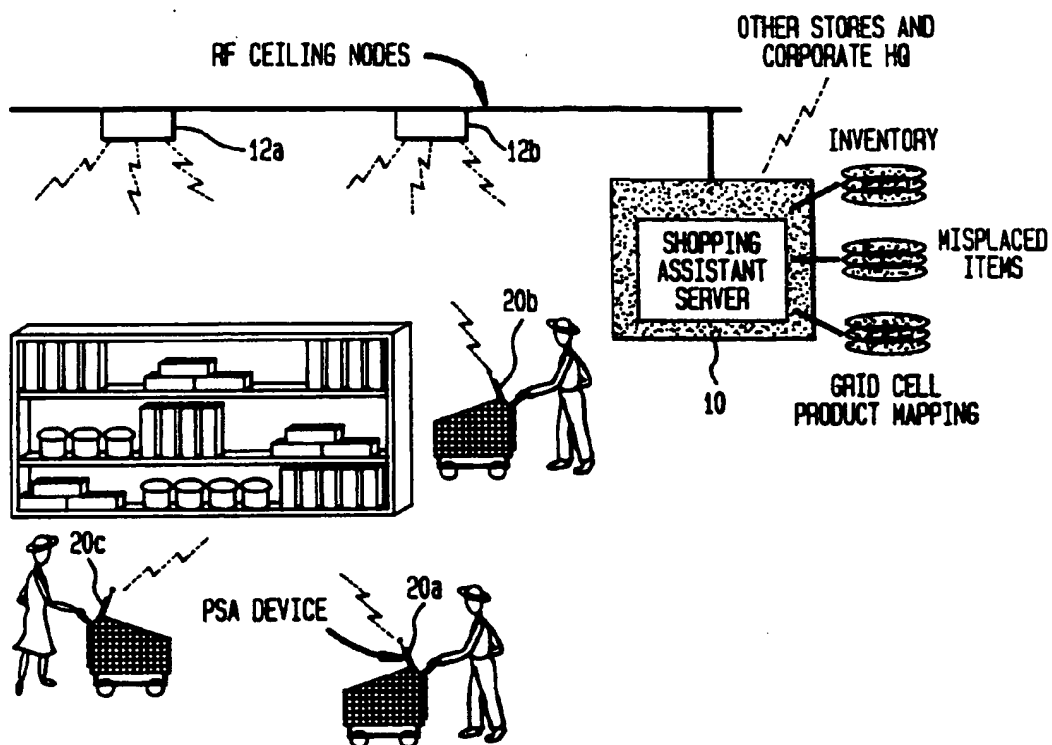 OTHER STORES AND
CORPORATE HQ
RF CEILING NODES
12a
12b
INVENTORY
SHOPPING
ASSISTANT
SERVER
MISPLACED
ITEMS
10
GRID CELL
PRODUCT MAPPING
20b
20c
PSA DEVICE
20a